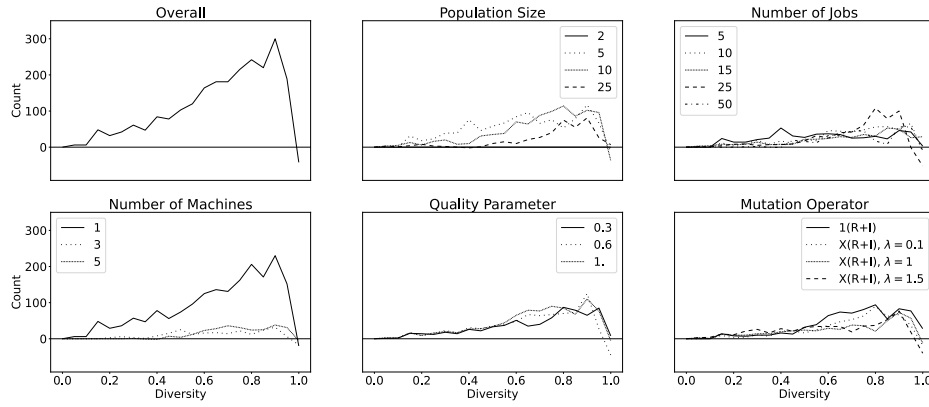 Overall
Population Size
Number of Jobs
300
200
100
0
Count
2
5
10
25
5
10
15
25
50
Number of Machines
Quality Parameter
Mutation Operator
300
200
100
0
Count
1
3
5
0.3
0.6
1.
1(R+I)
X(R+I), λ = 0.1
X(R+I), λ = 1
X(R+I), λ = 1.5
0.0 0.2 0.4 0.6 0.8 1.0
0.0 0.2 0.4 0.6 0.8 1.0
0.0 0.2 0.4 0.6 0.8 1.0
Diversity
Diversity
Diversity